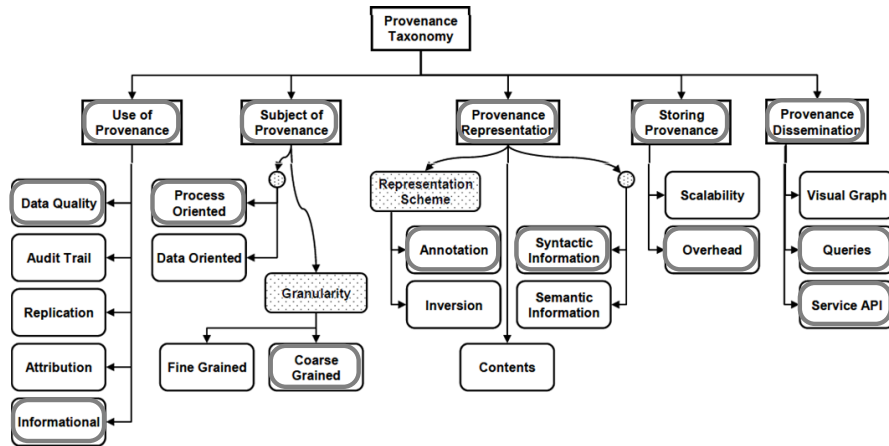 Provenance
Taxonomy
Use of
Provenance
Subject of
Provenance
Provenance
Representation
Storing
Provenance
Provenance
Dissemination
Data Quality
Audit Trail
Replication
Attribution
Informational
Process
Oriented
Data Oriented
Granularity
Fine Grained
Coarse
Grained
Representation
Scheme
Annotation
Inversion
Syntactic
Information
Semantic
Information
Contents
Scalability
Overhead
Visual Graph
Queries
Service API